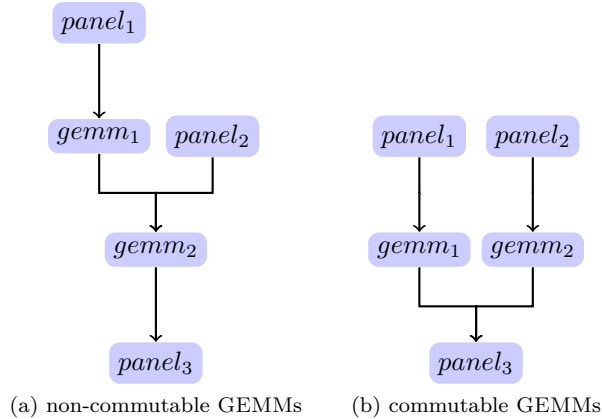 panel₁
gemm₁ panel₂
gemm₂
panel₃
(a) non-commutable GEMMs
panel₁ panel₂
gemm₁ gemm₂
panel₃
(b) commutable GEMMs